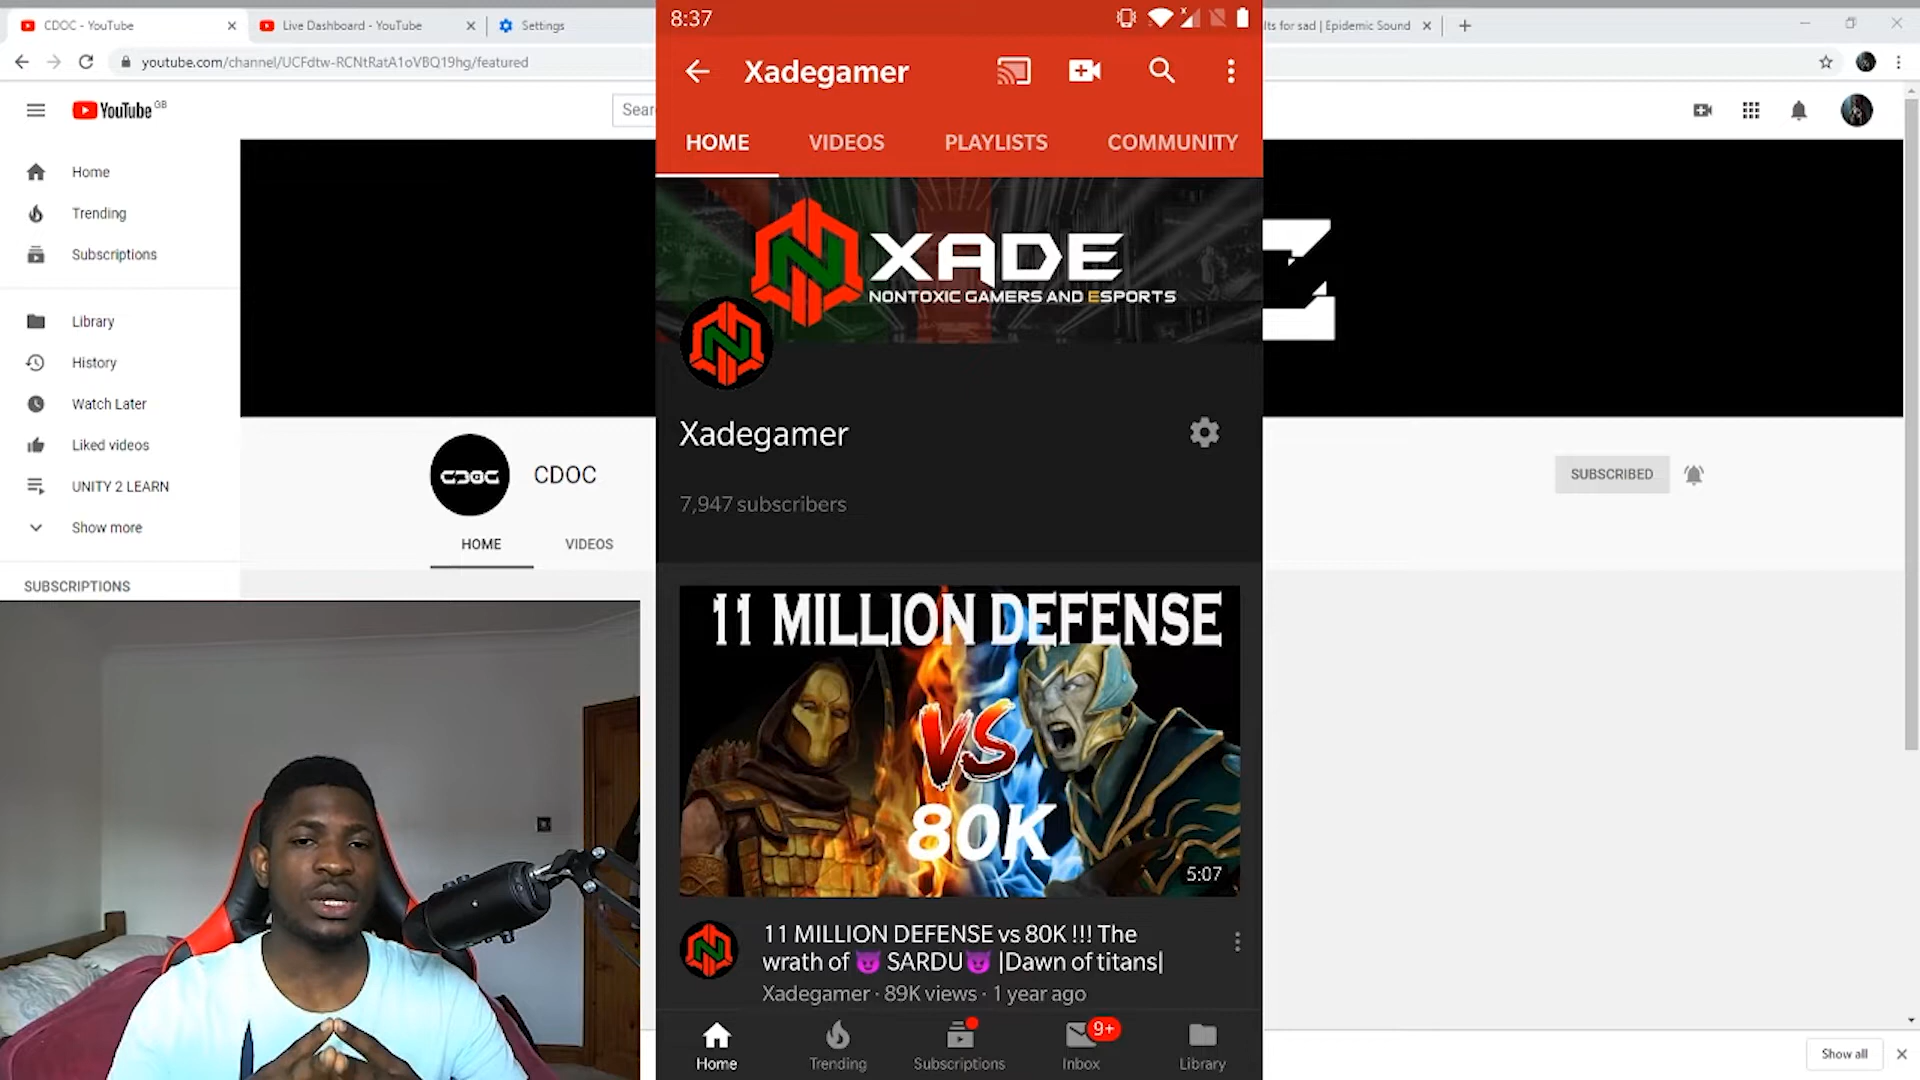 CDOC - YouTube
Live Dashboard - YouTube
Settings
lts for sad | Epidemic Sound
youtube.com/channel/UCFdtw-RCNtRatA1oVBQ19hg/featured
YouTube GB
Sear
Home
Trending
Subscriptions
Library
History
Watch Later
Liked videos
UNITY 2 LEARN
Show more
SUBSCRIPTIONS
CDOC
CDOC
HOME
VIDEOS
Z
SUBSCRIBED
8:37
Xadegamer
HOME
VIDEOS
PLAYLISTS
COMMUNITY
N XADE
NONTOXIC GAMERS AND ESPORTS
N
Xadegamer
7,947 subscribers
11 MILLION DEFENSE
VS
80K
5:07
N
11 MILLION DEFENSE vs 80K !!! The
wrath of 😈 SARDU😈 |Dawn of titans|
Xadegamer · 89K views · 1 year ago
Home
Trending
Subscriptions
9+
Inbox
Library
Show all